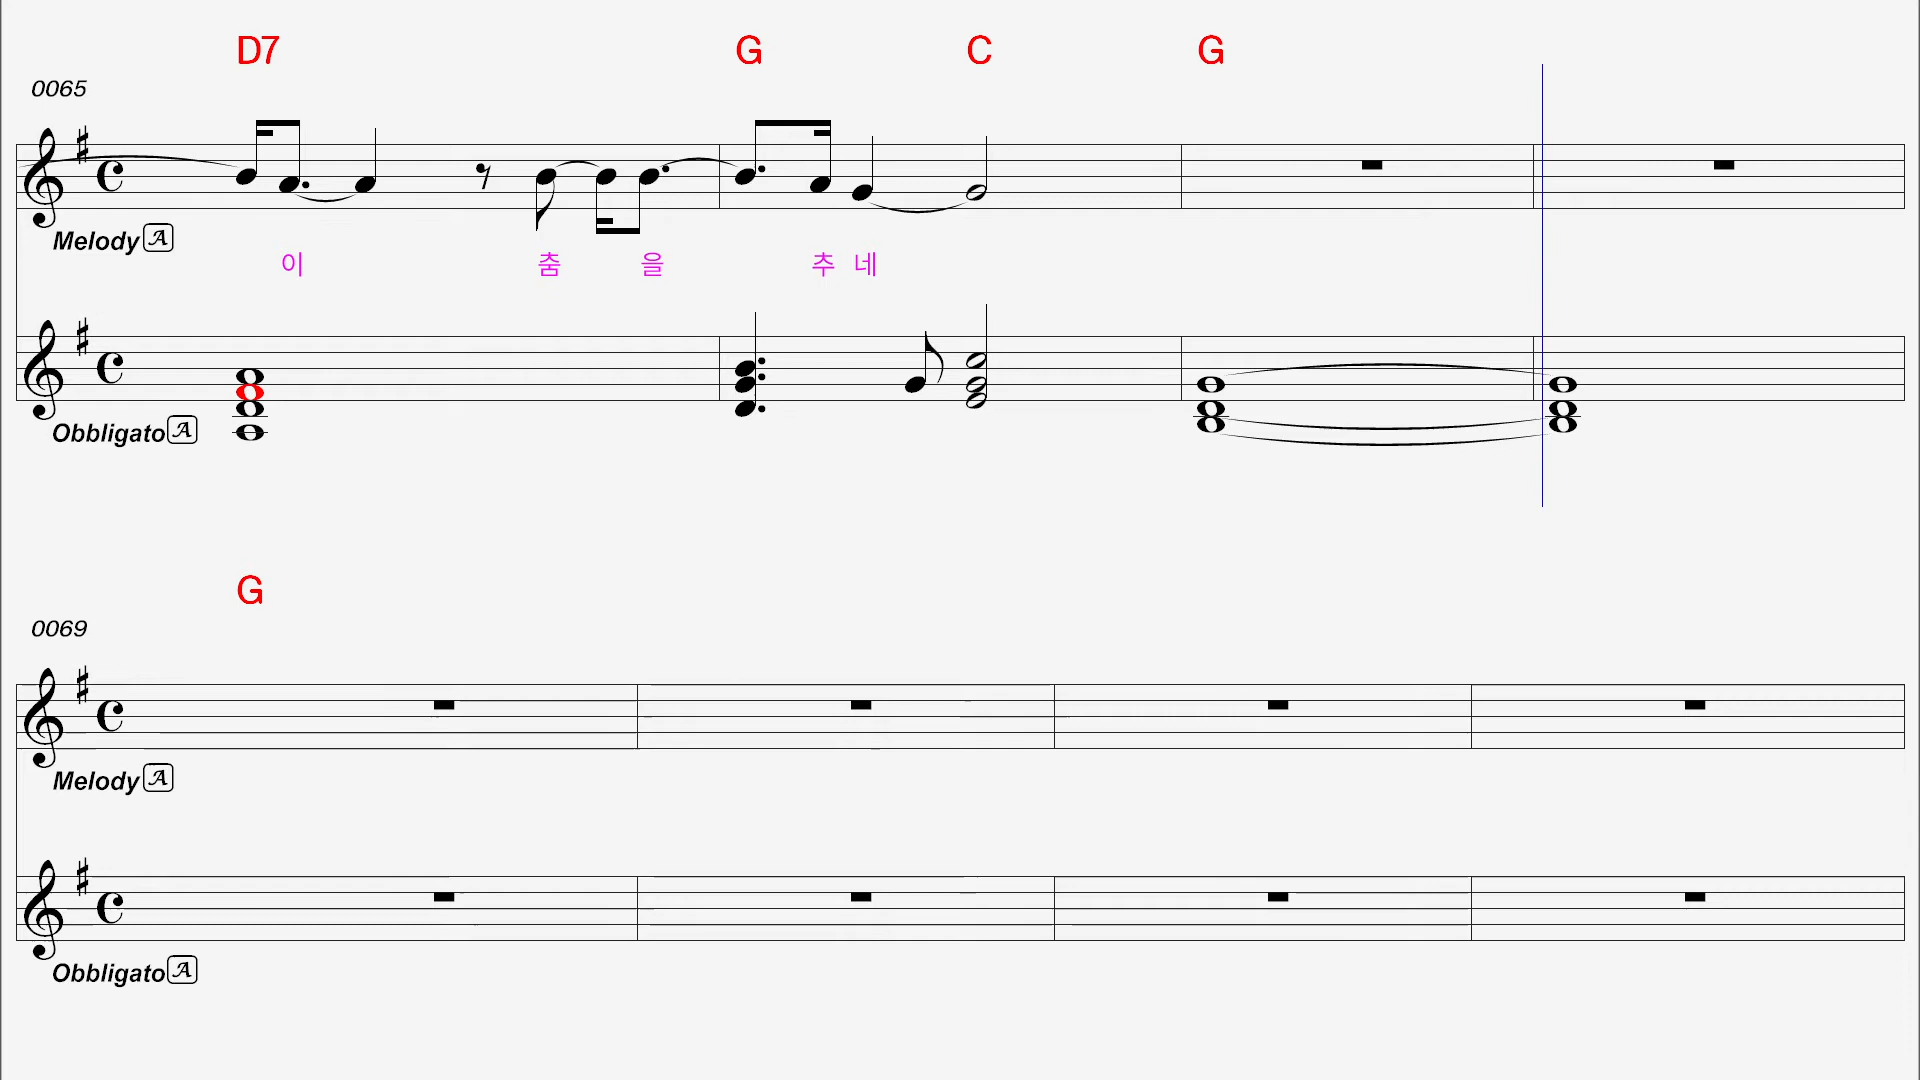 D7 G C G
0065
Melody A
이 춤 을 추 네
Obbligato A
G
0069
Melody A
Obbligato A